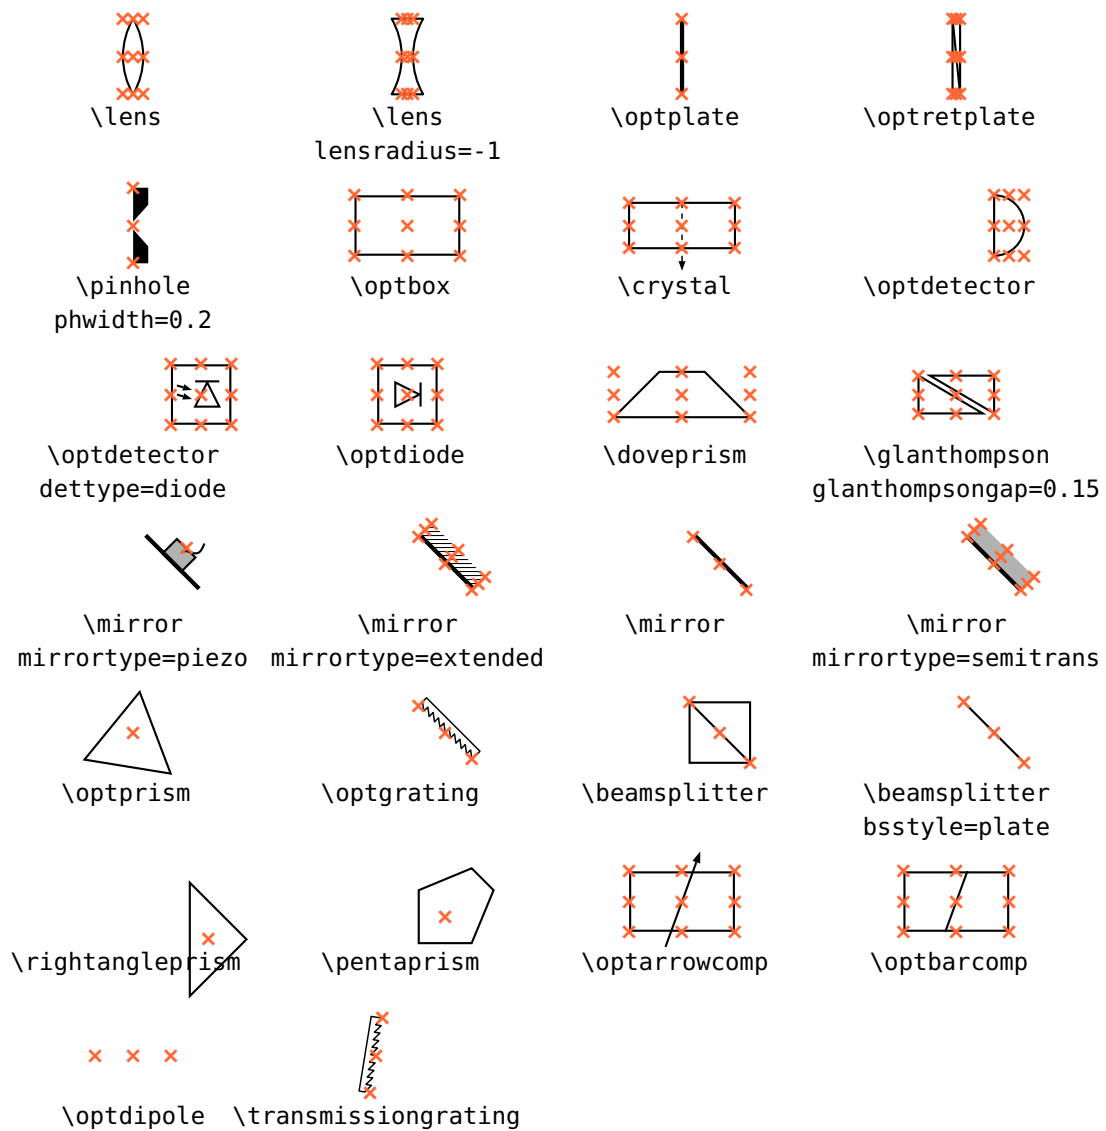 \lens
\lens
\optplate
\optretplate
lensradius=-1
\pinhole
\optbox
\crystal
\optdetector
phwidth=0.2
\optdetector
\optdiode
\doveprism
\glanthompson
dettype=diode
glanthompsongap=0.15
\mirror
\mirror
\mirror
\mirror
mirrortype=piezo
mirrortype=extended
mirrortype=semitrans
\optprism
\optgrating
\beamsplitter
\beamsplitter
bsstyle=plate
\rightangleprism
\pentaprism
\optarrowcomp
\optbarcomp
\optdipole
\transmissiongrating